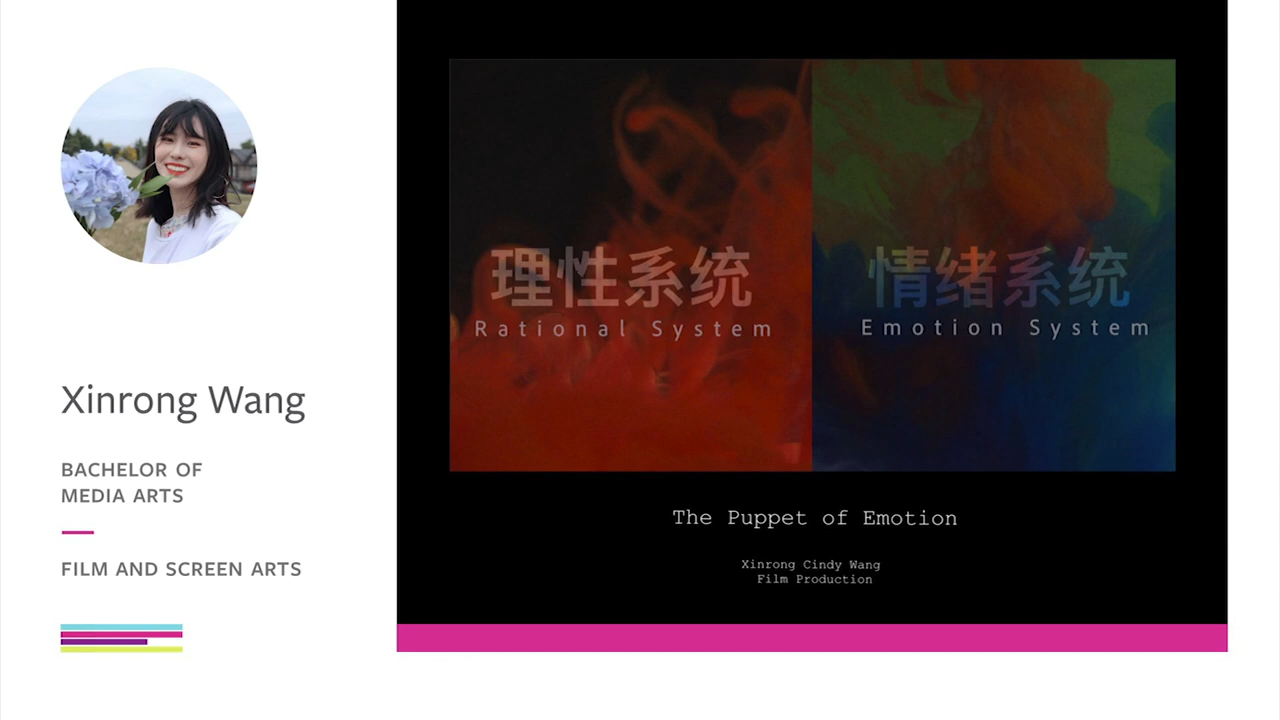 Xinrong Wang
BACHELOR OF
MEDIA ARTS
FILM AND SCREEN ARTS
理性系统
Rational System
情绪系统
Emotion System
The Puppet of Emotion
Xinrong Cindy Wang
Film Production